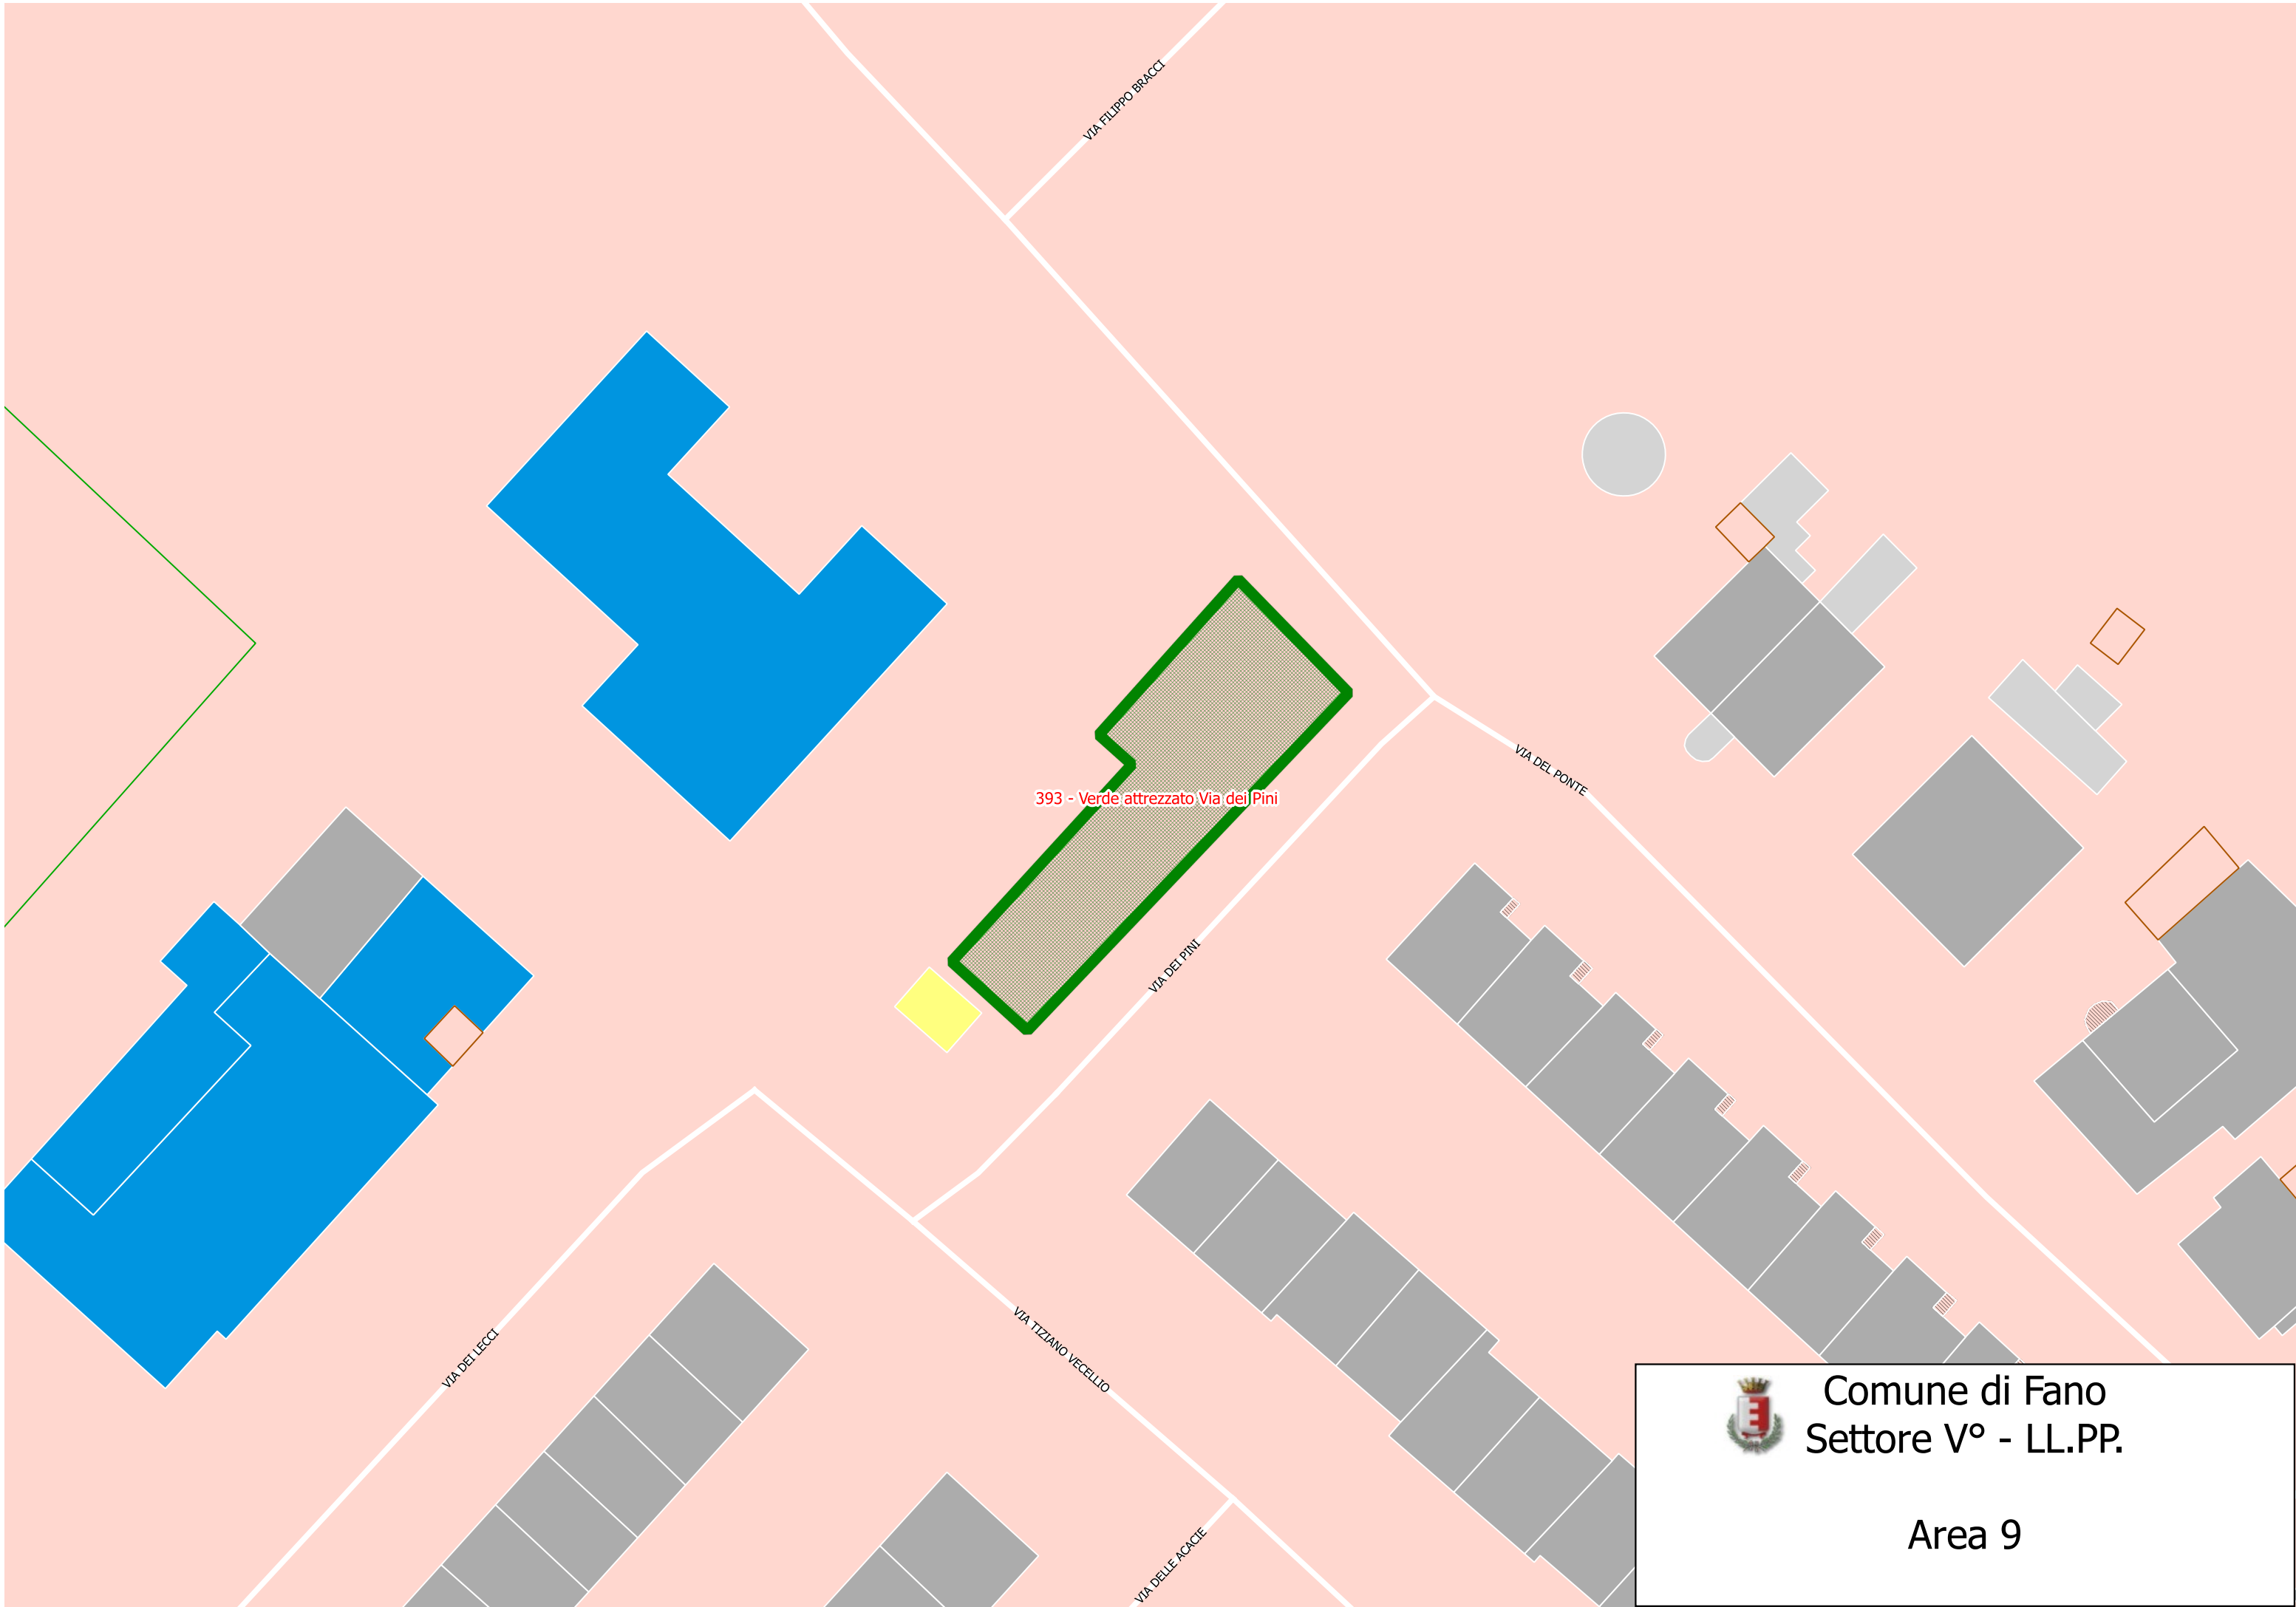 VIA FILIPPO BRACCI
VIA DEL PONTE
393 - Verde attrezzato Via dei Pini
VIA DEI PINI
VIA DEI LECCI
VIA TIZIANO VECELLIO
VIA DELLE ACACIE
Comune di Fano
Settore V° - LL.PP.
Area 9